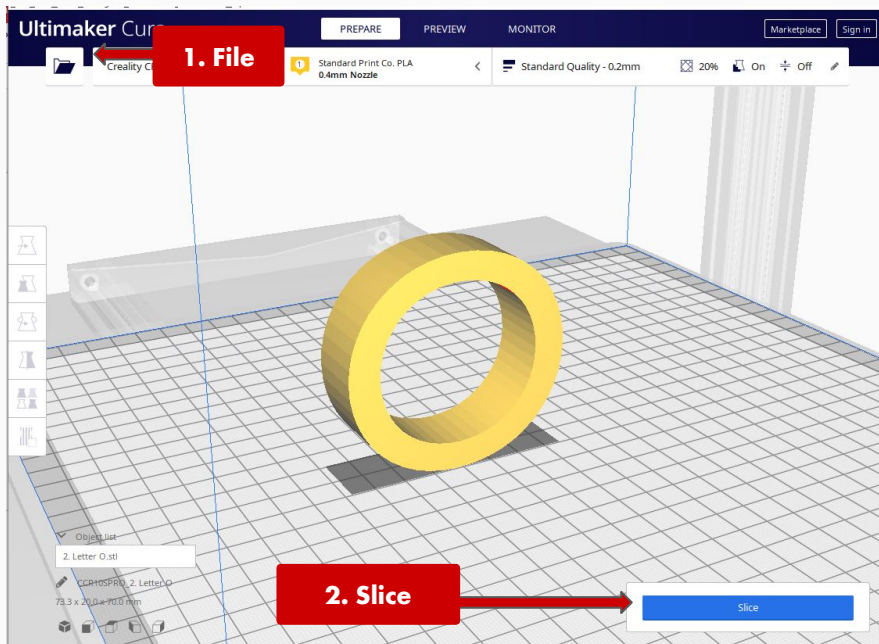 Ultimaker Cura
PREPARE
PREVIEW
MONITOR
Marketplace
Sign in
1. File
Creality
1
Standard Print Co. PLA
0.4mm Nozzle
Standard Quality - 0.2mm
20%
On
Off
Object list
2. Letter O.stl
CCR10SPRO_2. Letter O
73.3 x 20.0 x 70.0 mm
2. Slice
Slice